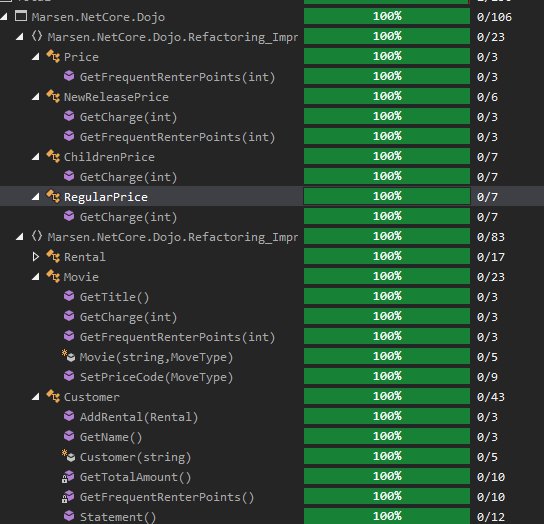 Marsen.NetCore.Dojo 100% 0/106
{} Marsen.NetCore.Dojo.Refactoring_Impr 100% 0/23
Price 100% 0/3
GetFrequentRenterPoints(int) 100% 0/3
NewReleasePrice 100% 0/6
GetCharge(int) 100% 0/3
GetFrequentRenterPoints(int) 100% 0/3
ChildrenPrice 100% 0/7
GetCharge(int) 100% 0/7
RegularPrice 100% 0/7
GetCharge(int) 100% 0/7
{} Marsen.NetCore.Dojo.Refactoring_Impr 100% 0/83
Rental 100% 0/17
Movie 100% 0/23
GetTitle() 100% 0/3
GetCharge(int) 100% 0/3
GetFrequentRenterPoints(int) 100% 0/3
Movie(string,MoveType) 100% 0/5
SetPriceCode(MoveType) 100% 0/9
Customer 100% 0/43
AddRental(Rental) 100% 0/3
GetName() 100% 0/3
Customer(string) 100% 0/5
GetTotalAmount() 100% 0/10
GetFrequentRenterPoints() 100% 0/10
Statement() 100% 0/12